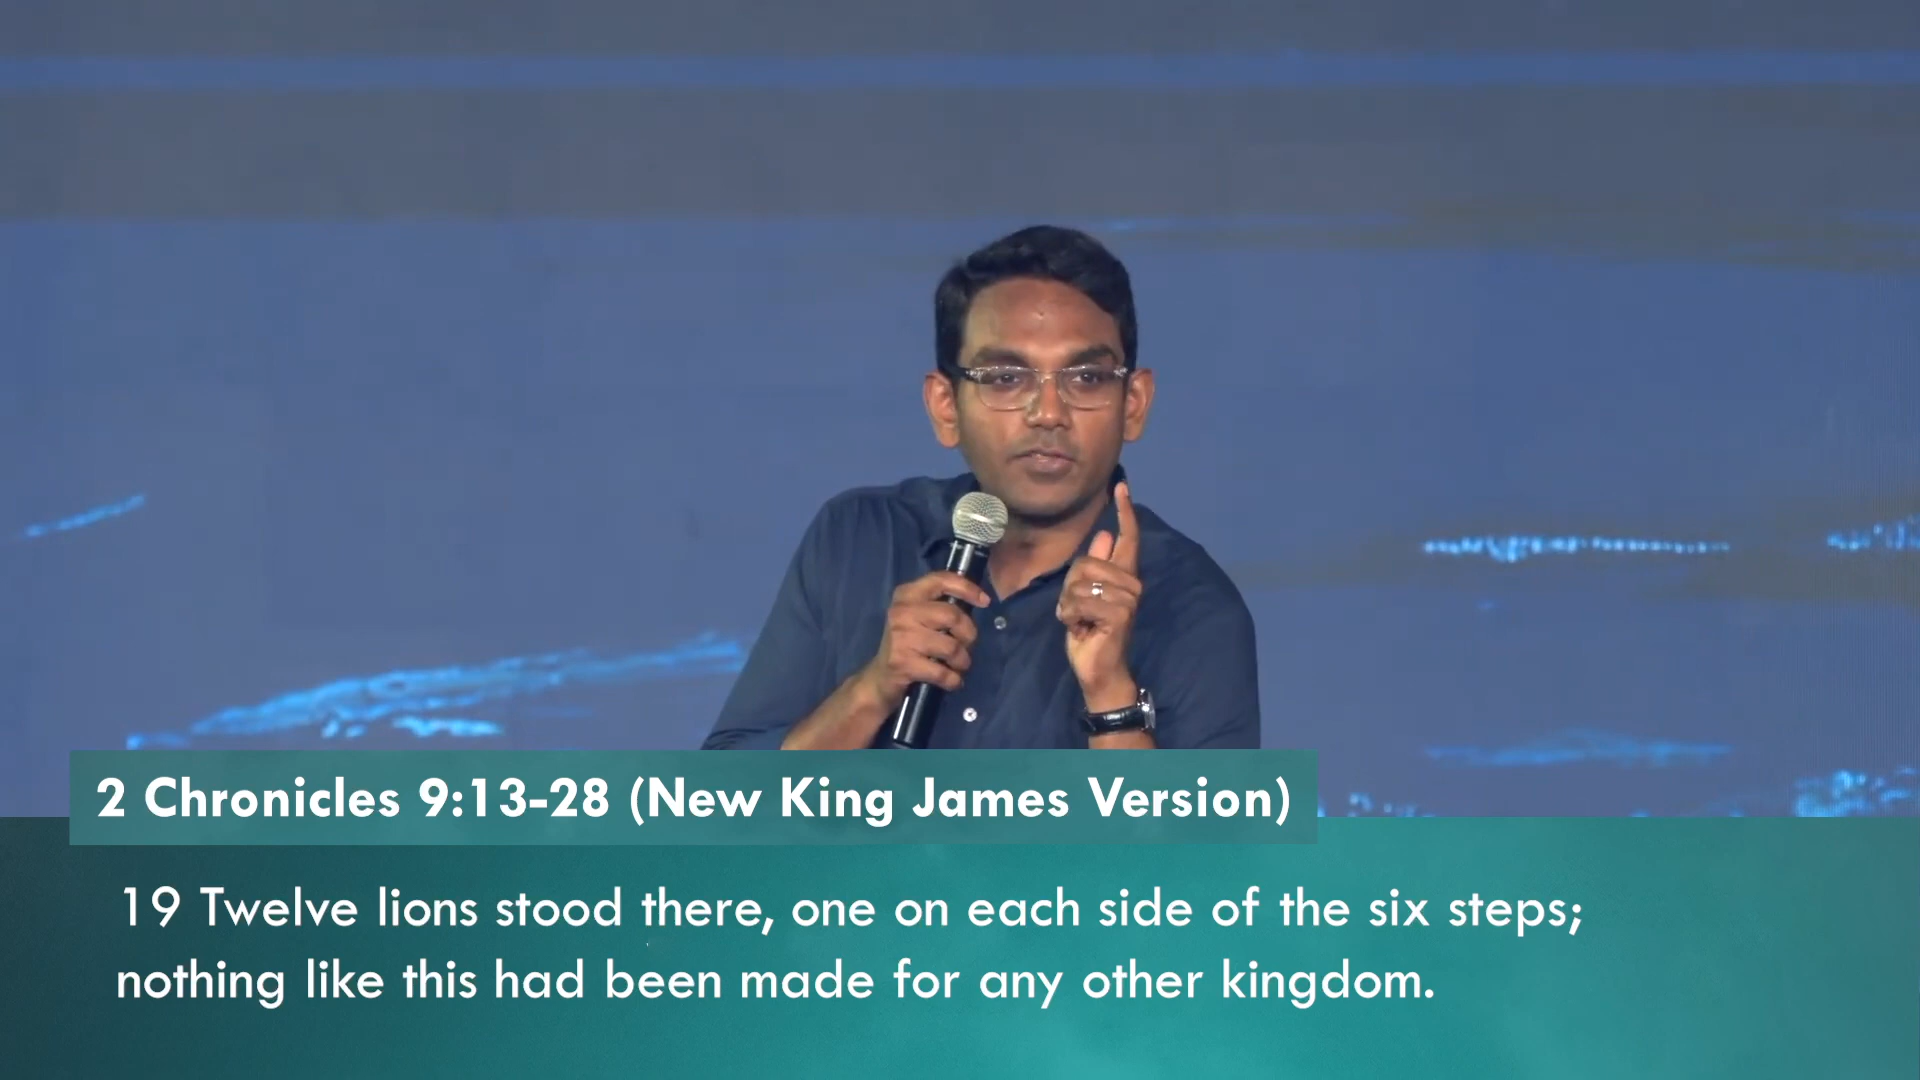 2 Chronicles 9:13-28 (New King James Version)
19 Twelve lions stood there, one on each side of the six steps;
nothing like this had been made for any other kingdom.